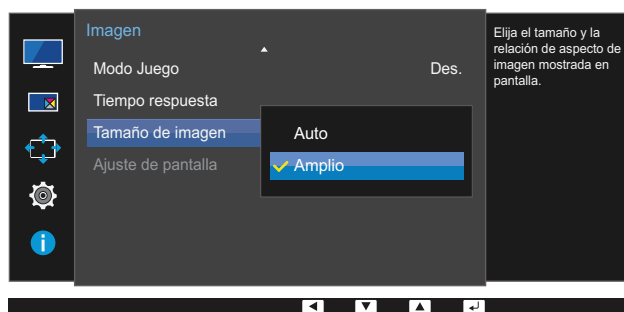 Imagen
Modo Juego Des.
Tiempo respuesta
Tamaño de imagen
Ajuste de pantalla
Auto
Amplio
Elija el tamaño y la
relación de aspecto de
imagen mostrada en
pantalla.